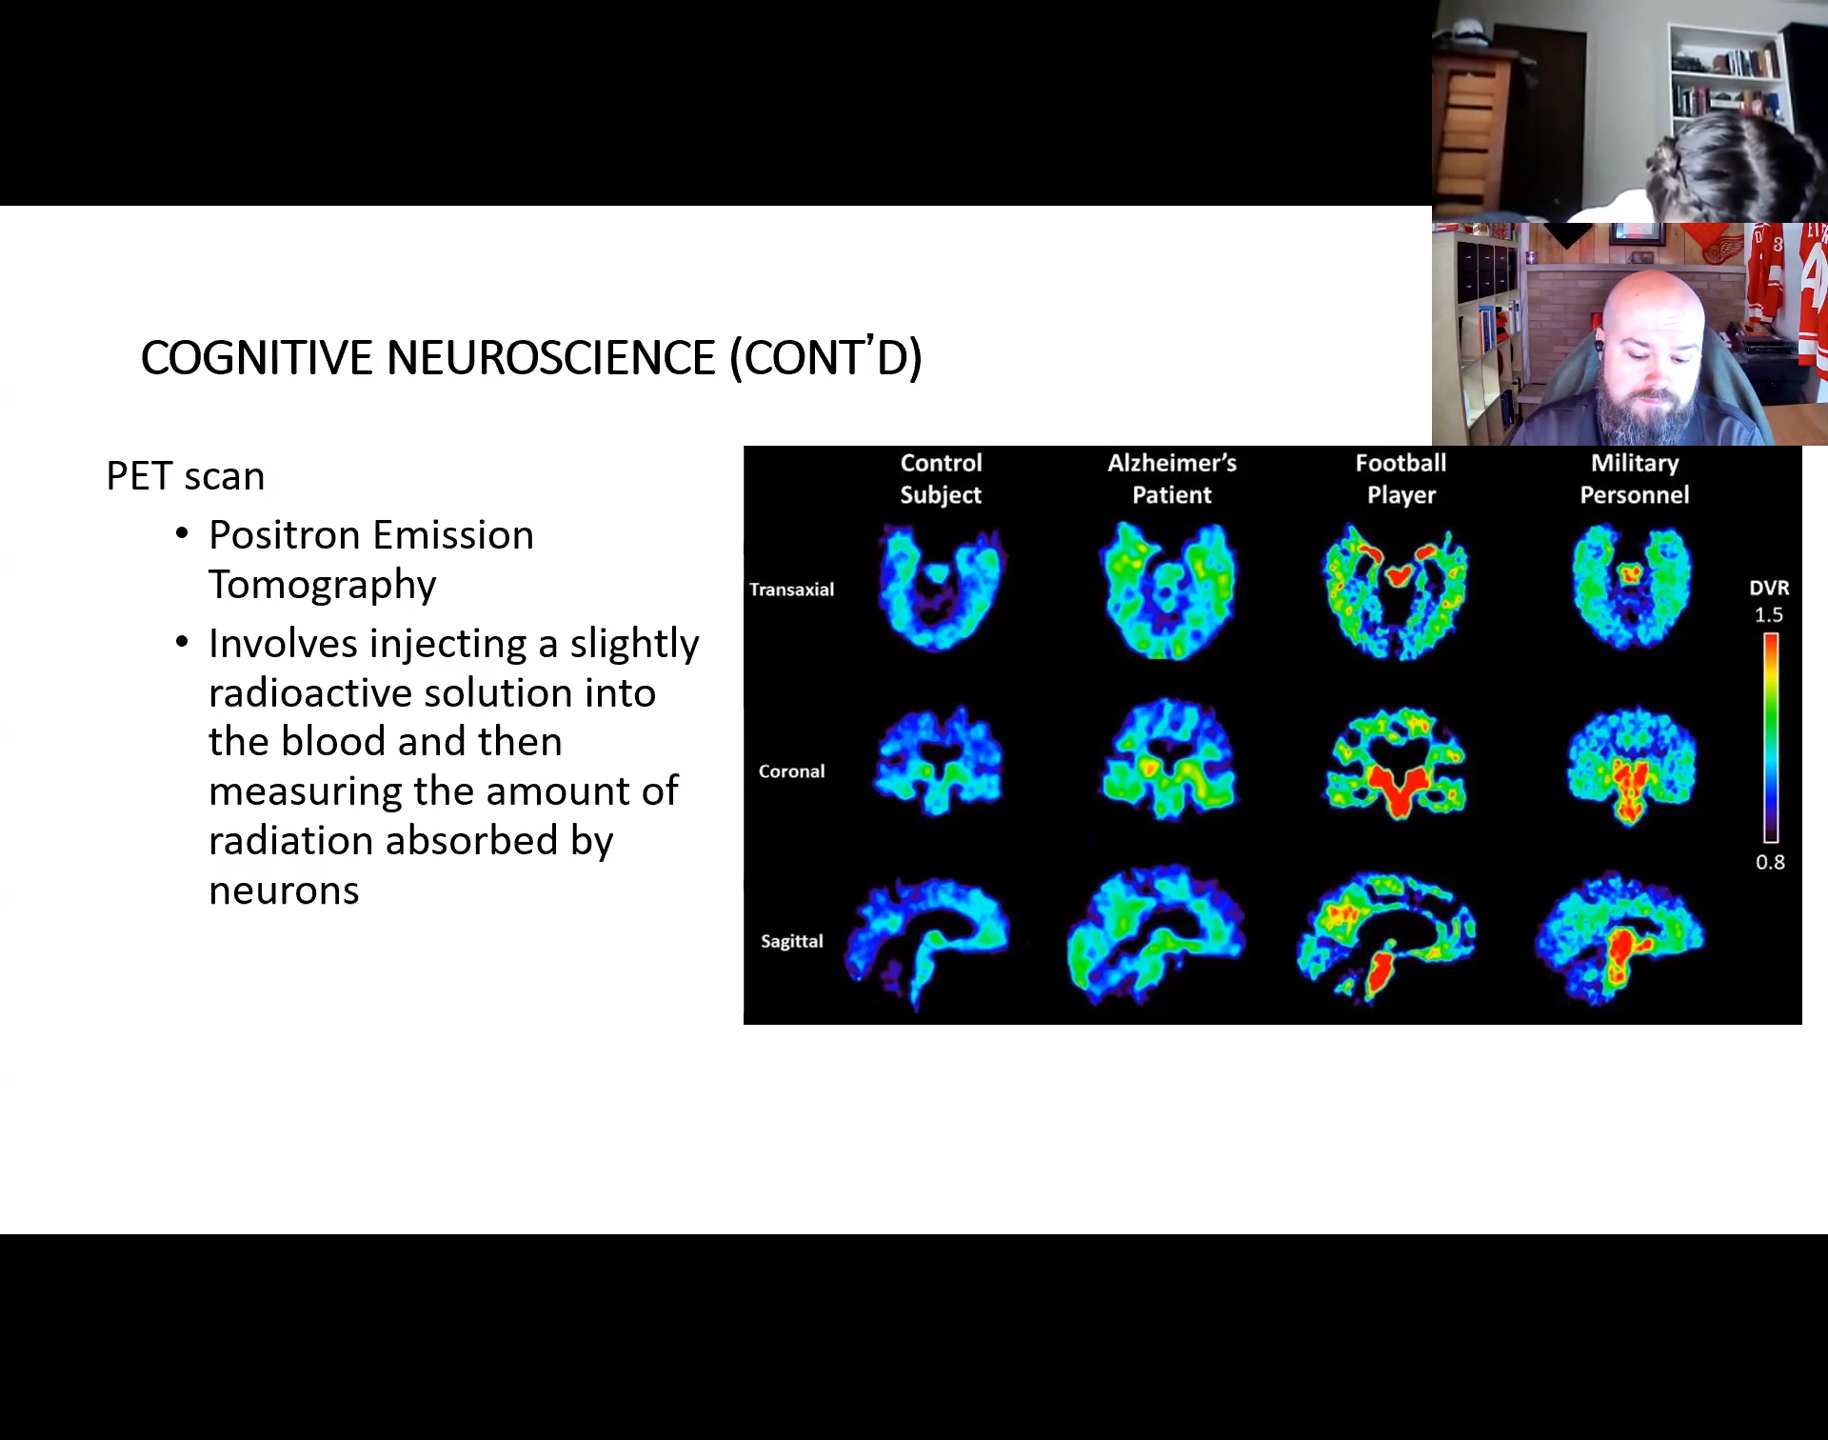 COGNITIVE NEUROSCIENCE (CONT’D)
PET scan
• Positron Emission
Tomography
• Involves injecting a slightly
radioactive solution into
the blood and then
measuring the amount of
radiation absorbed by
neurons
Control
Subject
Alzheimer’s
Patient
Football
Player
Military
Personnel
Transaxial
Coronal
Sagittal
DVR
1.5
0.8